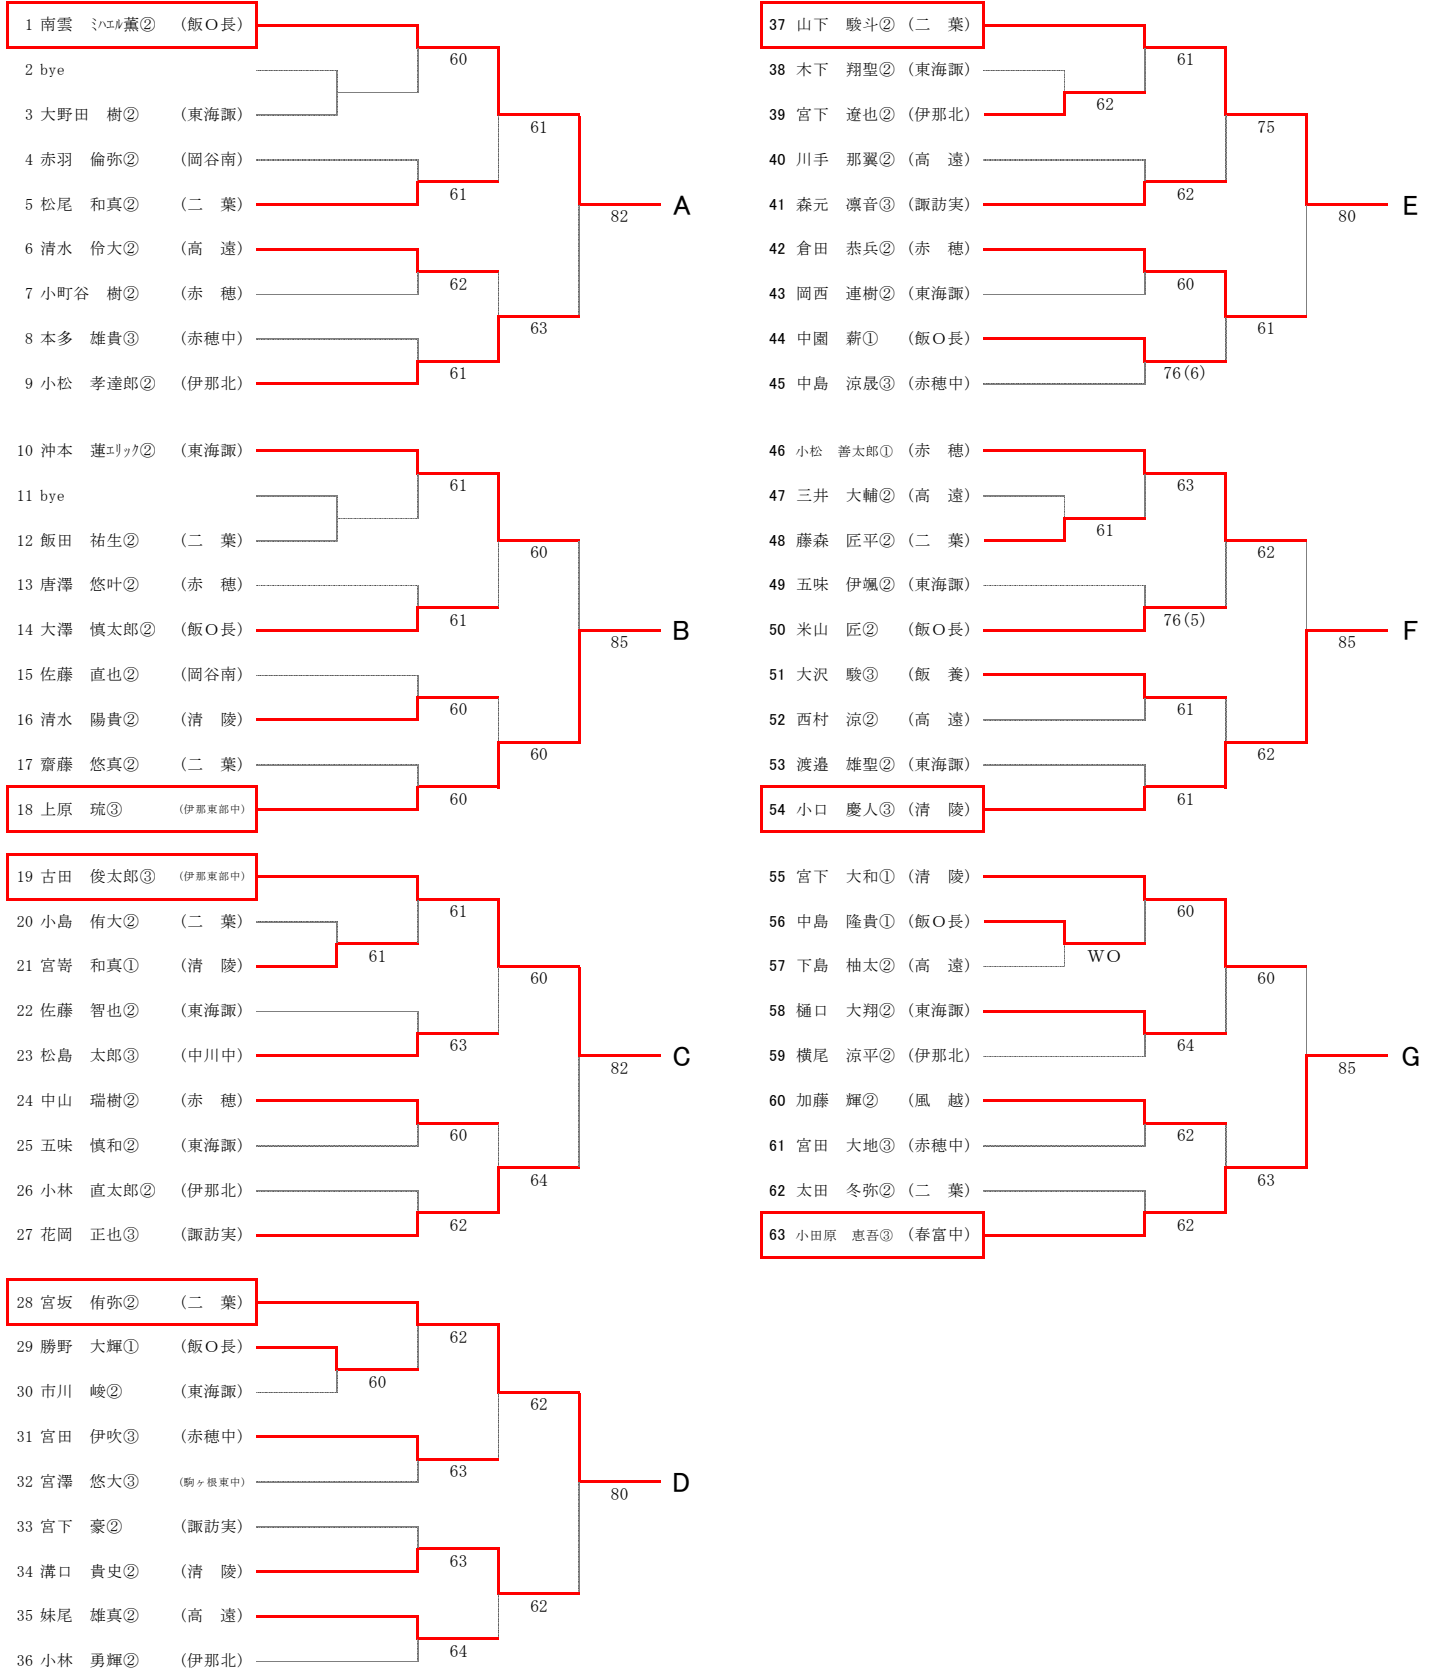 1 南雲　ﾐﾊｴﾙ薫② (飯O長)
60
2 bye
3 大野田　樹② (東海諏)
61
4 赤羽　倫弥② (岡谷南)
61
5 松尾　和真② (二　葉)
82 A
6 清水　伶大② (高　遠)
62
7 小町谷　樹② (赤　穂)
63
8 本多　雄貴③ (赤穂中)
61
9 小松　孝達郎② (伊那北)
10 沖本　蓮ｴﾘｯｸ② (東海諏)
61
11 bye
12 飯田　祐生② (二　葉)
60
13 唐澤　悠叶② (赤　穂)
61
14 大澤　慎太郎② (飯O長)
85 B
15 佐藤　直也② (岡谷南)
60
16 清水　陽貴② (清　陵)
60
17 齋藤　悠真② (二　葉)
60
18 上原　琉③ (伊那東部中)
19 古田　俊太郎③ (伊那東部中)
61
20 小島　侑大② (二　葉)
61
21 宮嵜　和真① (清　陵)
60
22 佐藤　智也② (東海諏)
63
23 松島　太郎③ (中川中)
82 C
24 中山　瑞樹② (赤　穂)
60
25 五味　慎和② (東海諏)
64
26 小林　直太郎② (伊那北)
62
27 花岡　正也③ (諏訪実)
28 宮坂　侑弥② (二　葉)
62
29 勝野　大輝① (飯O長)
60
30 市川　峻② (東海諏)
62
31 宮田　伊吹③ (赤穂中)
63
32 宮澤　悠大③ (駒ヶ根東中)
80 D
33 宮下　豪② (諏訪実)
63
34 溝口　貴史② (清　陵)
62
35 妹尾　雄真② (高　遠)
64
36 小林　勇輝② (伊那北)
37 山下　駿斗② (二　葉)
61
38 木下　翔聖② (東海諏)
62
39 宮下　遼也② (伊那北)
75
40 川手　那翼② (高　遠)
62
41 森元　凛音③ (諏訪実)
80 E
42 倉田　恭兵② (赤　穂)
60
43 岡西　連樹② (東海諏)
61
44 中園　薪① (飯O長)
76(6)
45 中島　涼晟③ (赤穂中)
46 小松　善太郎① (赤　穂)
63
47 三井　大輔② (高　遠)
61
48 藤森　匠平② (二　葉)
62
49 五味　伊颯② (東海諏)
76(5)
50 米山　匠② (飯O長)
85 F
51 大沢　駿③ (飯　養)
61
52 西村　涼② (高　遠)
62
53 渡邉　雄聖② (東海諏)
61
54 小口　慶人③ (清　陵)
55 宮下　大和① (清　陵)
60
56 中島　隆貴① (飯O長)
WO
57 下島　柚太② (高　遠)
60
58 樋口　大翔② (東海諏)
64
59 横尾　涼平② (伊那北)
85 G
60 加藤　輝② (風　越)
62
61 宮田　大地③ (赤穂中)
63
62 太田　冬弥② (二　葉)
62
63 小田原　恵吾③ (春富中)